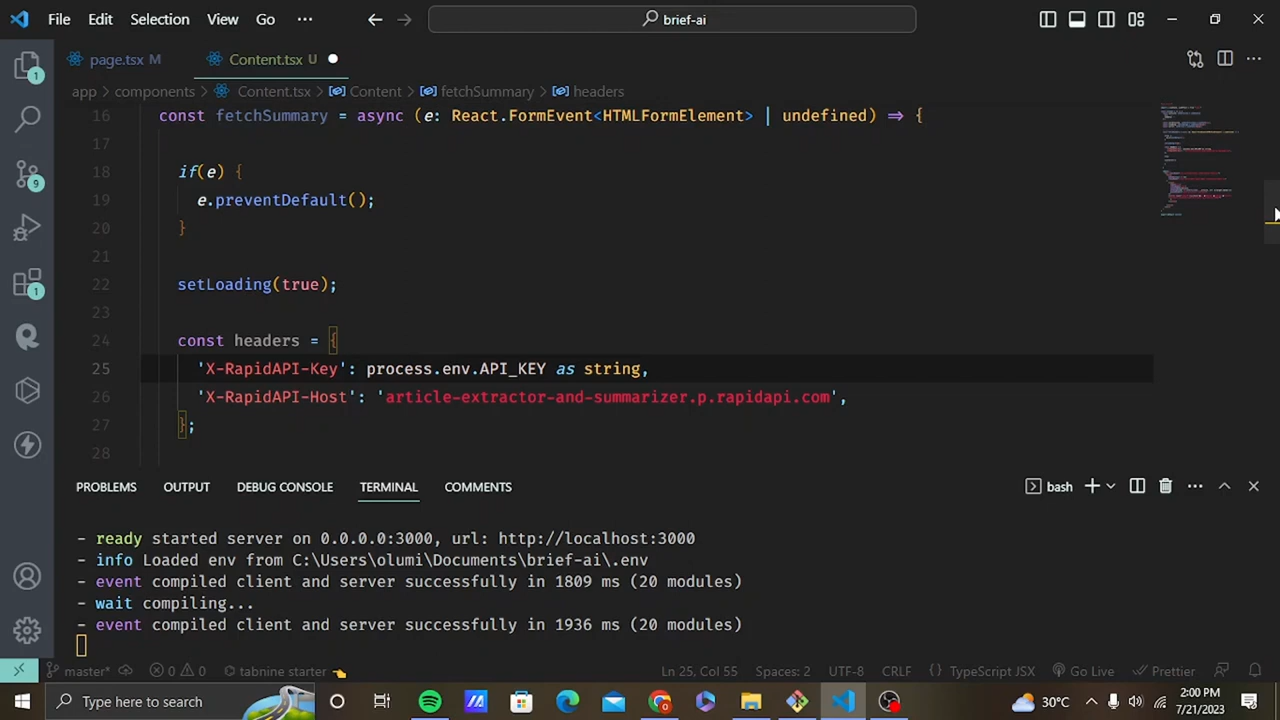 File Edit Selection View Go ··· brief-ai
page.tsx M Content.tsx U
app > components > Content.tsx > Content > fetchSummary > headers
16 const fetchSummary = async (e: React.FormEvent<HTMLFormElement> | undefined) => {
17
18 if(e) {
19 e.preventDefault();
20 }
21
22 setLoading(true);
23
24 const headers = {
25 'X-RapidAPI-Key': process.env.API_KEY as string,
26 'X-RapidAPI-Host': 'article-extractor-and-summarizer.p.rapidapi.com',
27 };
28
1
9
1
PROBLEMS OUTPUT DEBUG CONSOLE TERMINAL COMMENTS bash
- ready started server on 0.0.0.0:3000, url: http://localhost:3000
- info Loaded env from C:\Users\olumi\Documents\brief-ai\.env
- event compiled client and server successfully in 1809 ms (20 modules)
- wait compiling...
- event compiled client and server successfully in 1936 ms (20 modules)
master* 0 0 tabnine starter Ln 25, Col 55 Spaces: 2 UTF-8 CRLF {} TypeScript JSX Go Live Prettier
Type here to search 30°C 2:00 PM
7/21/2023